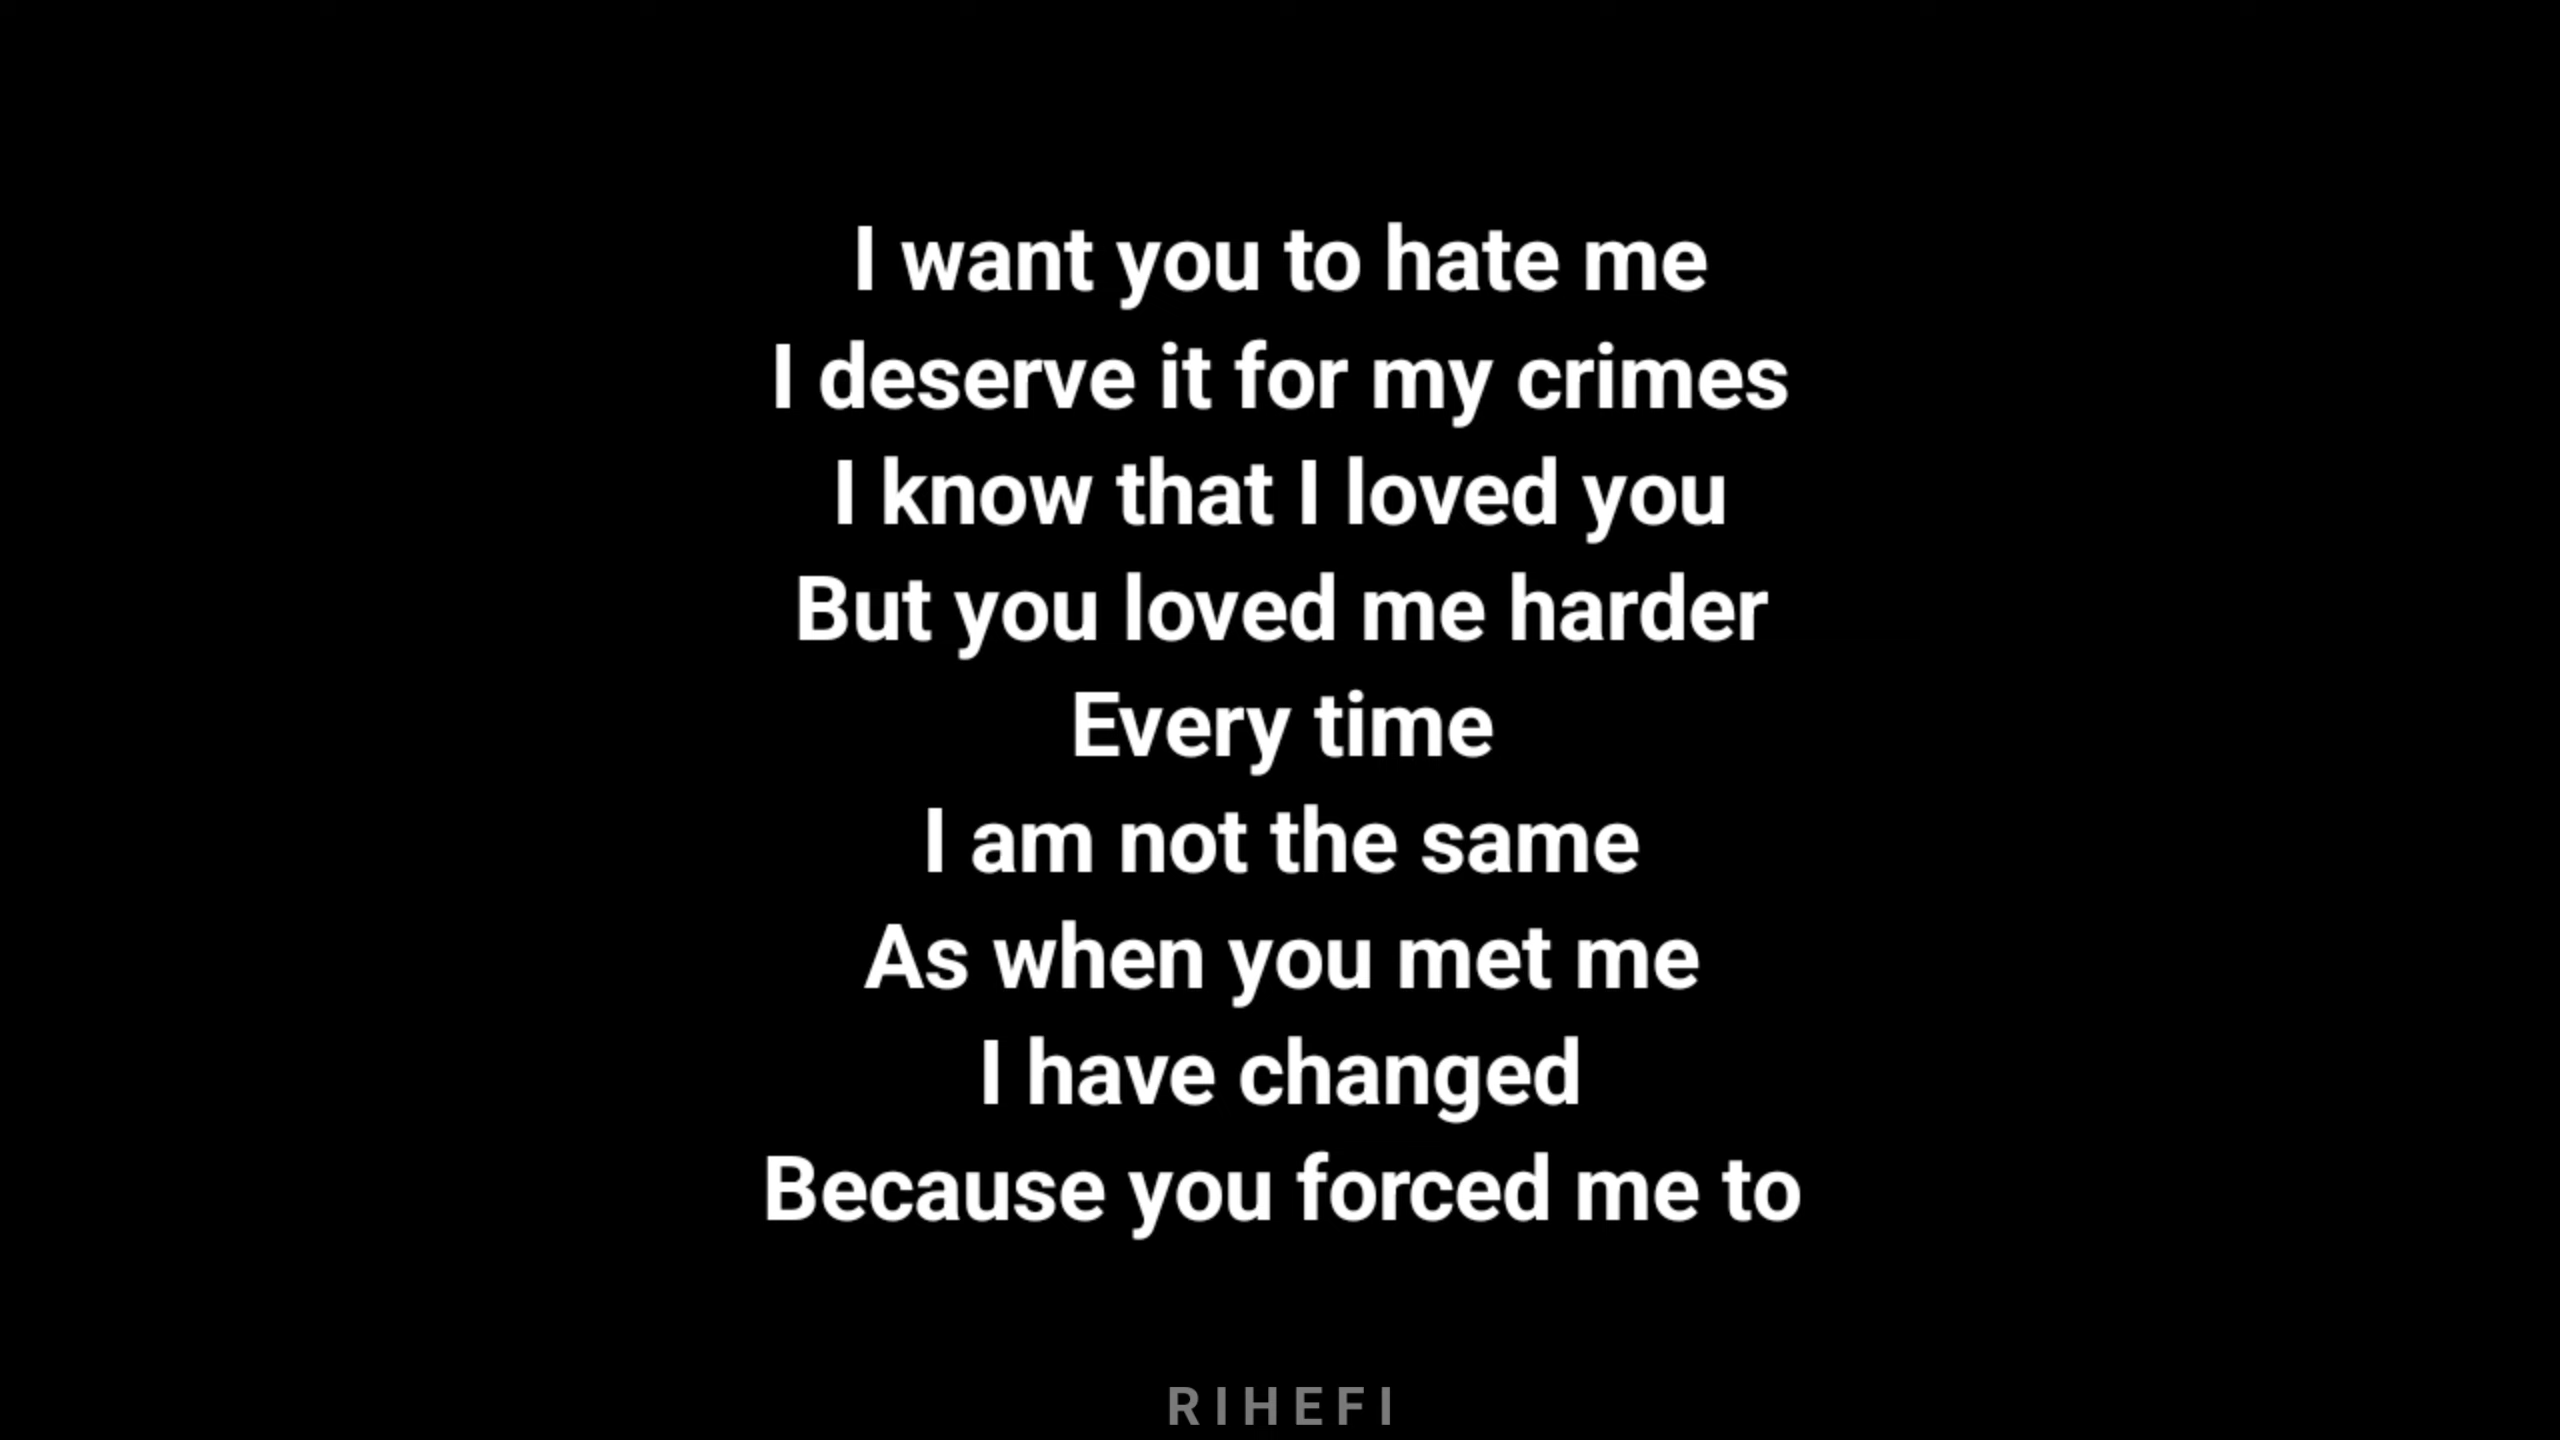 I want you to hate me
I deserve it for my crimes
I know that I loved you
But you loved me harder
Every time
I am not the same
As when you met me
I have changed
Because you forced me to
RIHEFI